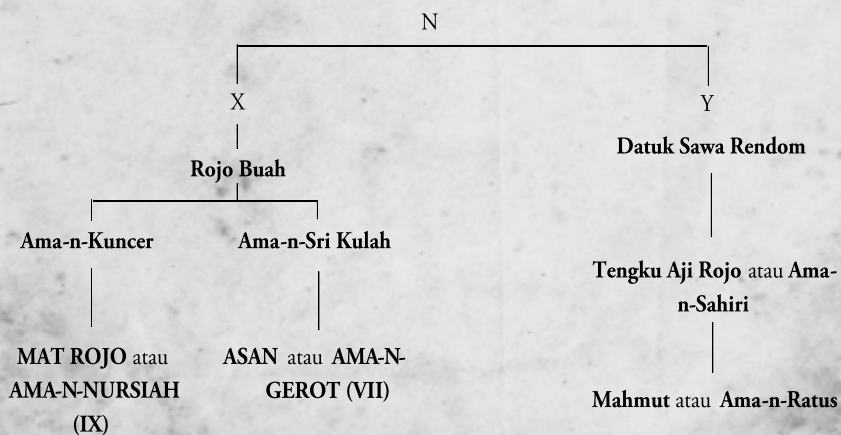 N
X
Y
Datuk Sawa Rendom
Rojo Buah
Ama-n-Kuncer
Ama-n-Sri Kulah
Tengku Aji Rojo atau Ama-
n-Sahiri
MAT ROJO atau
AMA-N-NURSIAH
(IX)
ASAN atau AMA-N-
GEROT (VII)
Mahmut atau Ama-n-Ratus